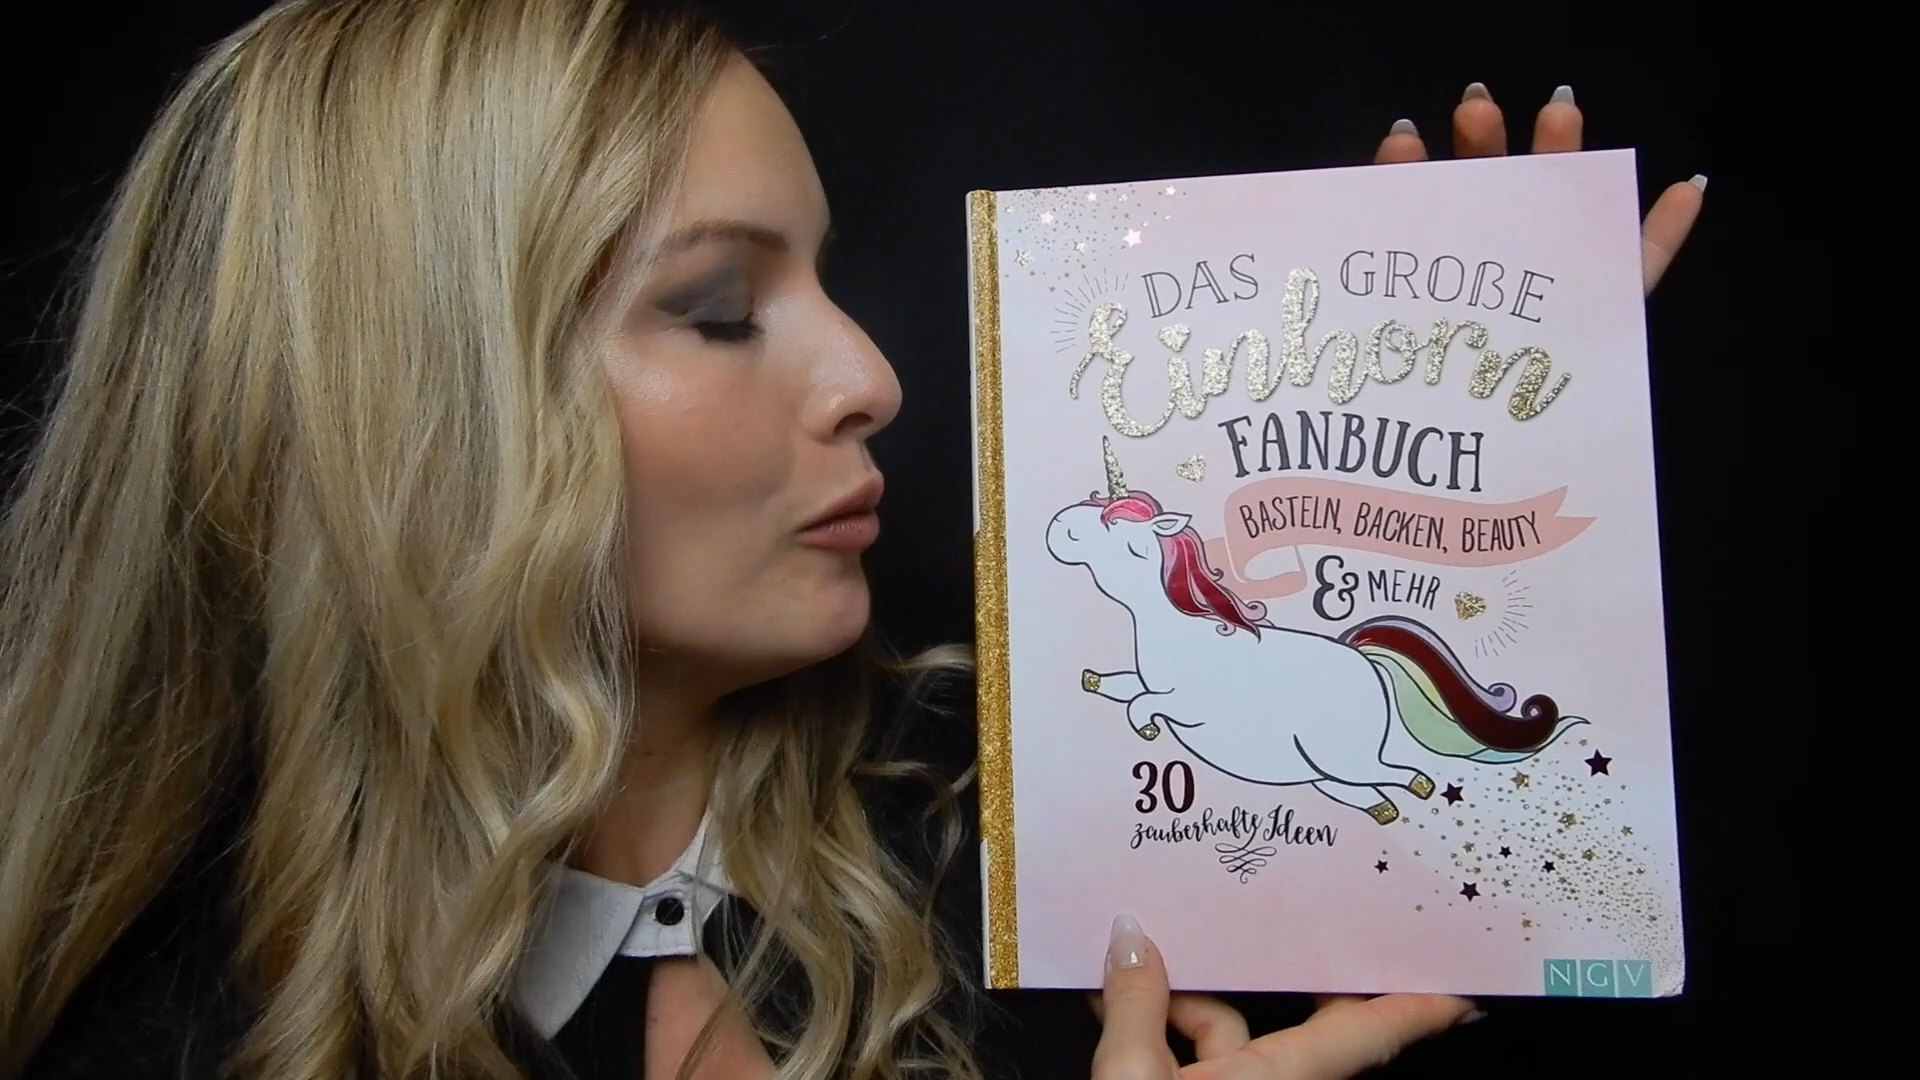 DAS GROßE
Einhorn
FANBUCH
BASTELN, BACKEN, BEAUTY
& MEHR
30
zauberhafte Ideen
NGV